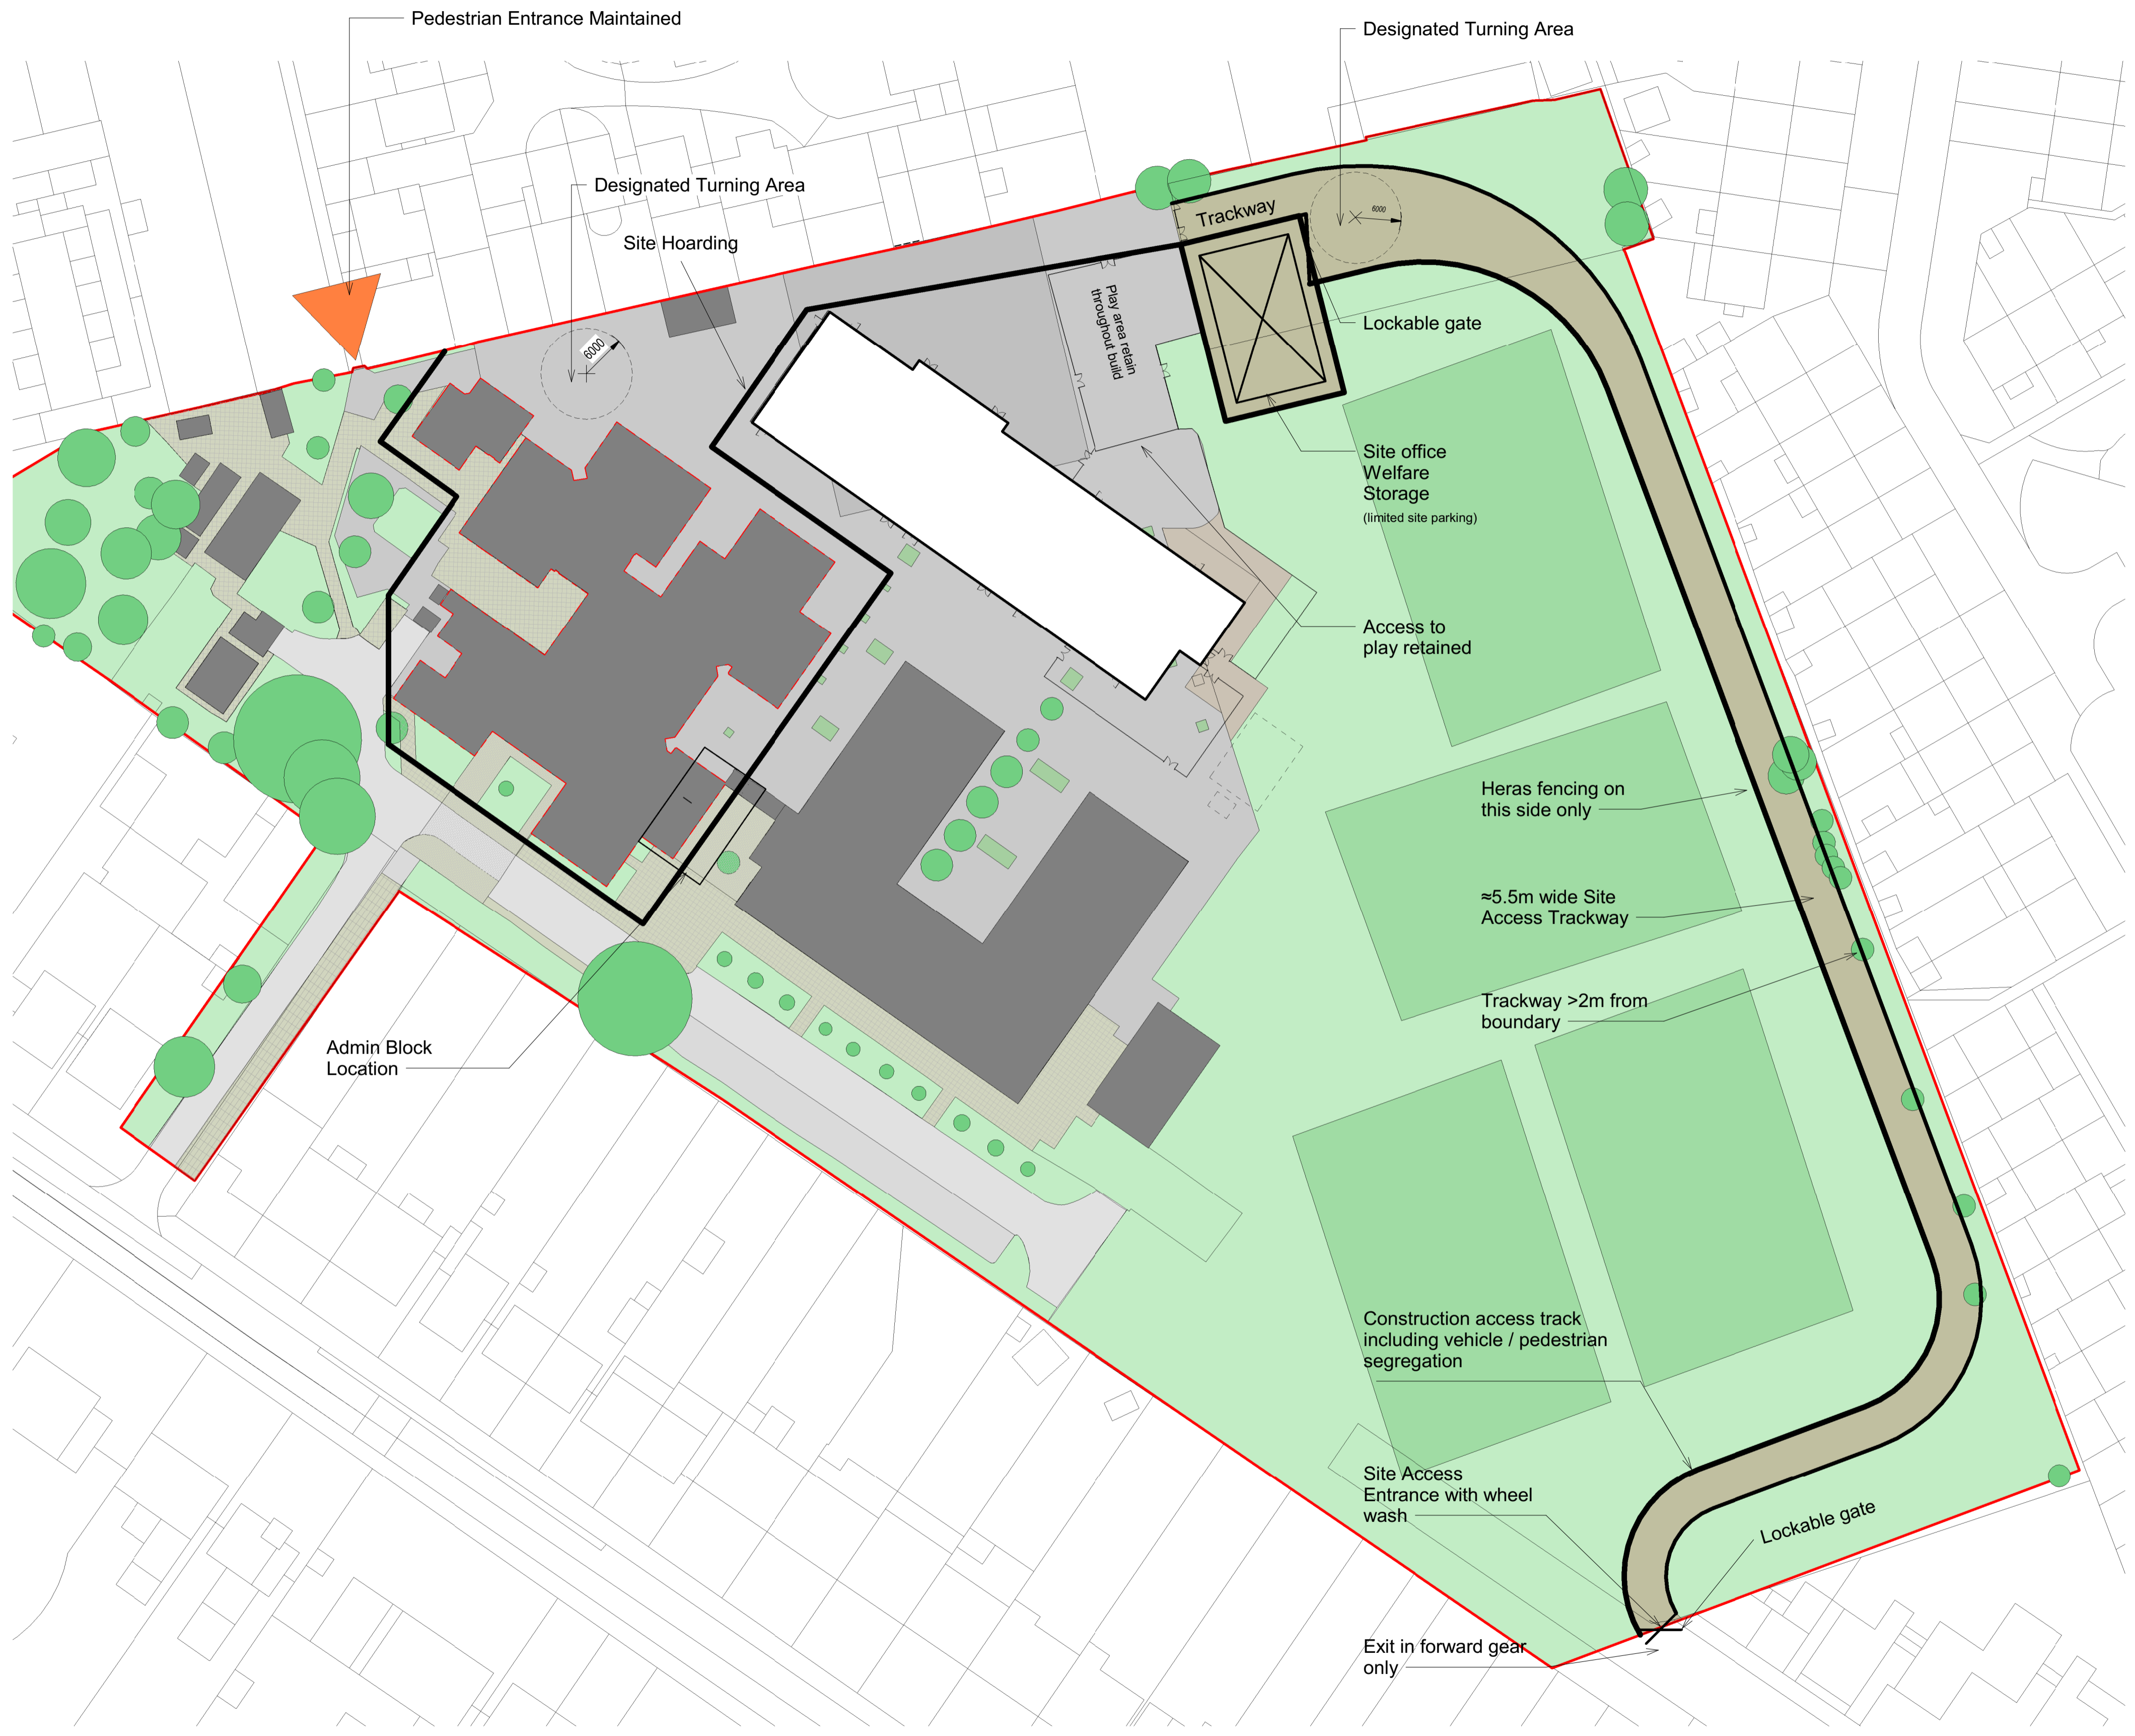 Pedestrian Entrance Maintained
Designated Turning Area
Designated Turning Area
Site Hoarding
Trackway
6000
6000
Play area retain
throughout build
Lockable gate
Site office
Welfare
Storage
(limited site parking)
Access to
play retained
Heras fencing on
this side only
≈5.5m wide Site
Access Trackway
Trackway >2m from
boundary
Admin Block
Location
Construction access track
including vehicle / pedestrian
segregation
Site Access
Entrance with wheel
wash
Lockable gate
Exit in forward gear
only